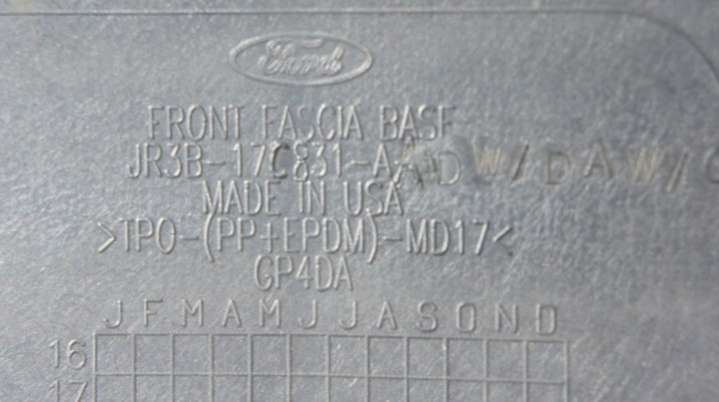 Ford
FRONT FASCIA BASE
JR3B-17C831-A
MADE IN USA
>TPO-(PP+EPDM)-MD17<
GP4DA
J F M A M J J A S O N D
16
17